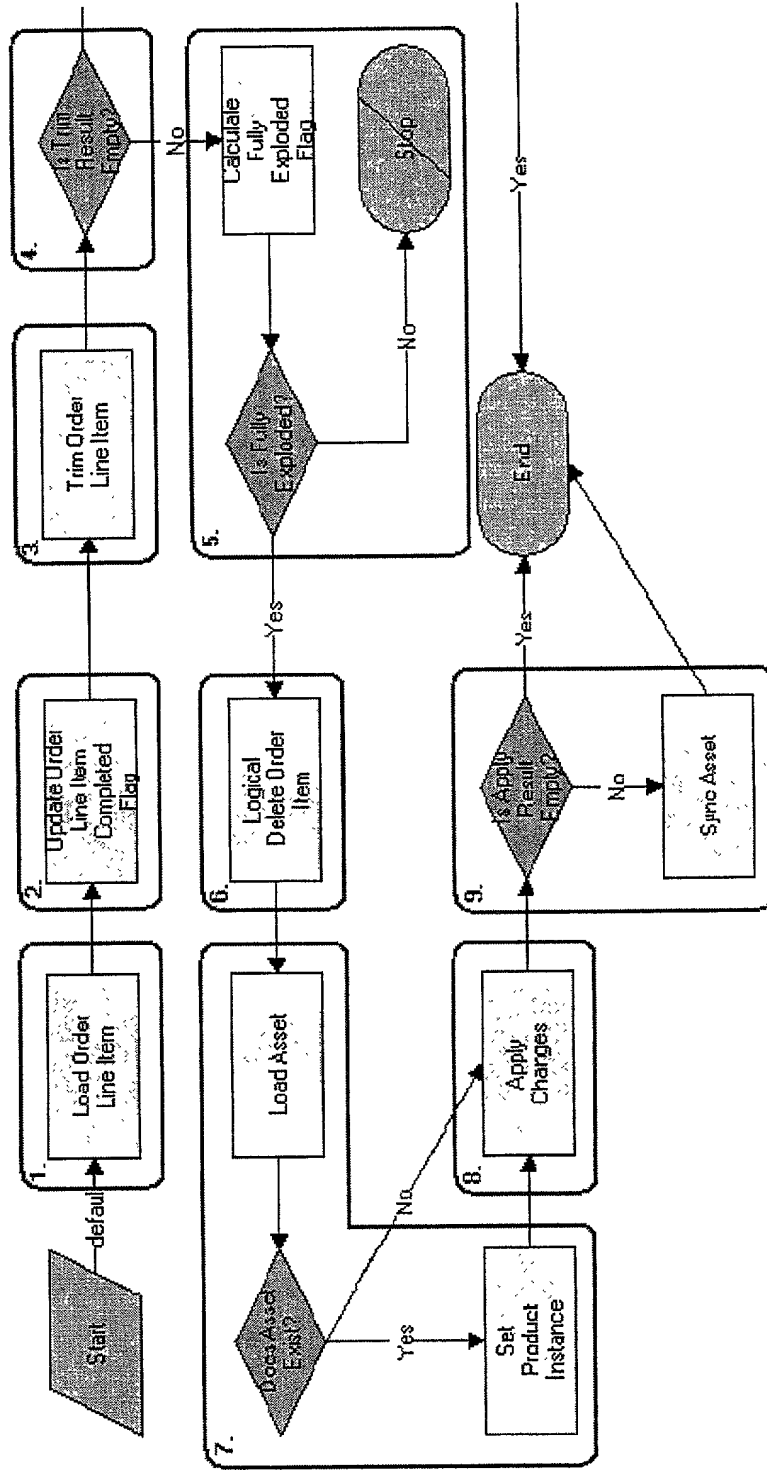 Start
defaul
1.
Load Order
Line Item
2.
Update Order
Line Item
Completed
Flag
3.
Trim Order
Line Item
4.
Is Trim
Result
Empty?
No
5.
Calculate
Fully
Exploded
Flag
Is Fully
Exploded?
No
Stop
Yes
6.
Logical
Delete Order
Item
7.
Load Asset
Does Asset
Exist?
No
Yes
Set
Product
Instance
8.
Apply
Changes
9.
Is Apply
Result
Empty?
Yes
No
Sync Asset
End
Yes